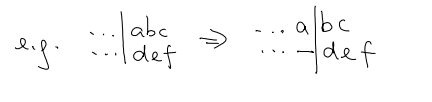 e.g. ...| abc ⇒ ... a|bc
...| def ... —|def